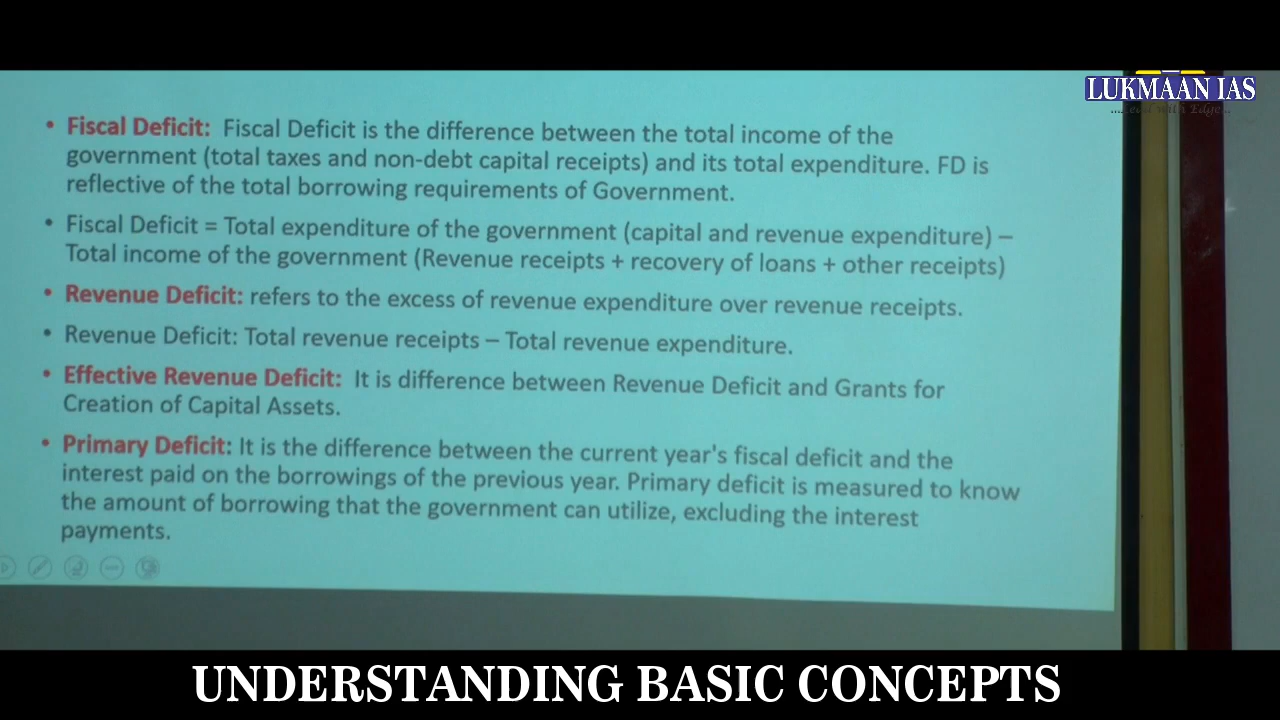 LUKMAAN IAS
• Fiscal Deficit: Fiscal Deficit is the difference between the total income of the
government (total taxes and non-debt capital receipts) and its total expenditure. FD is
reflective of the total borrowing requirements of Government.
• Fiscal Deficit = Total expenditure of the government (capital and revenue expenditure) –
Total income of the government (Revenue receipts + recovery of loans + other receipts)
• Revenue Deficit: refers to the excess of revenue expenditure over revenue receipts.
• Revenue Deficit: Total revenue receipts – Total revenue expenditure.
• Effective Revenue Deficit: It is difference between Revenue Deficit and Grants for
Creation of Capital Assets.
• Primary Deficit: It is the difference between the current year's fiscal deficit and the
interest paid on the borrowings of the previous year. Primary deficit is measured to know
the amount of borrowing that the government can utilize, excluding the interest
payments.
UNDERSTANDING BASIC CONCEPTS